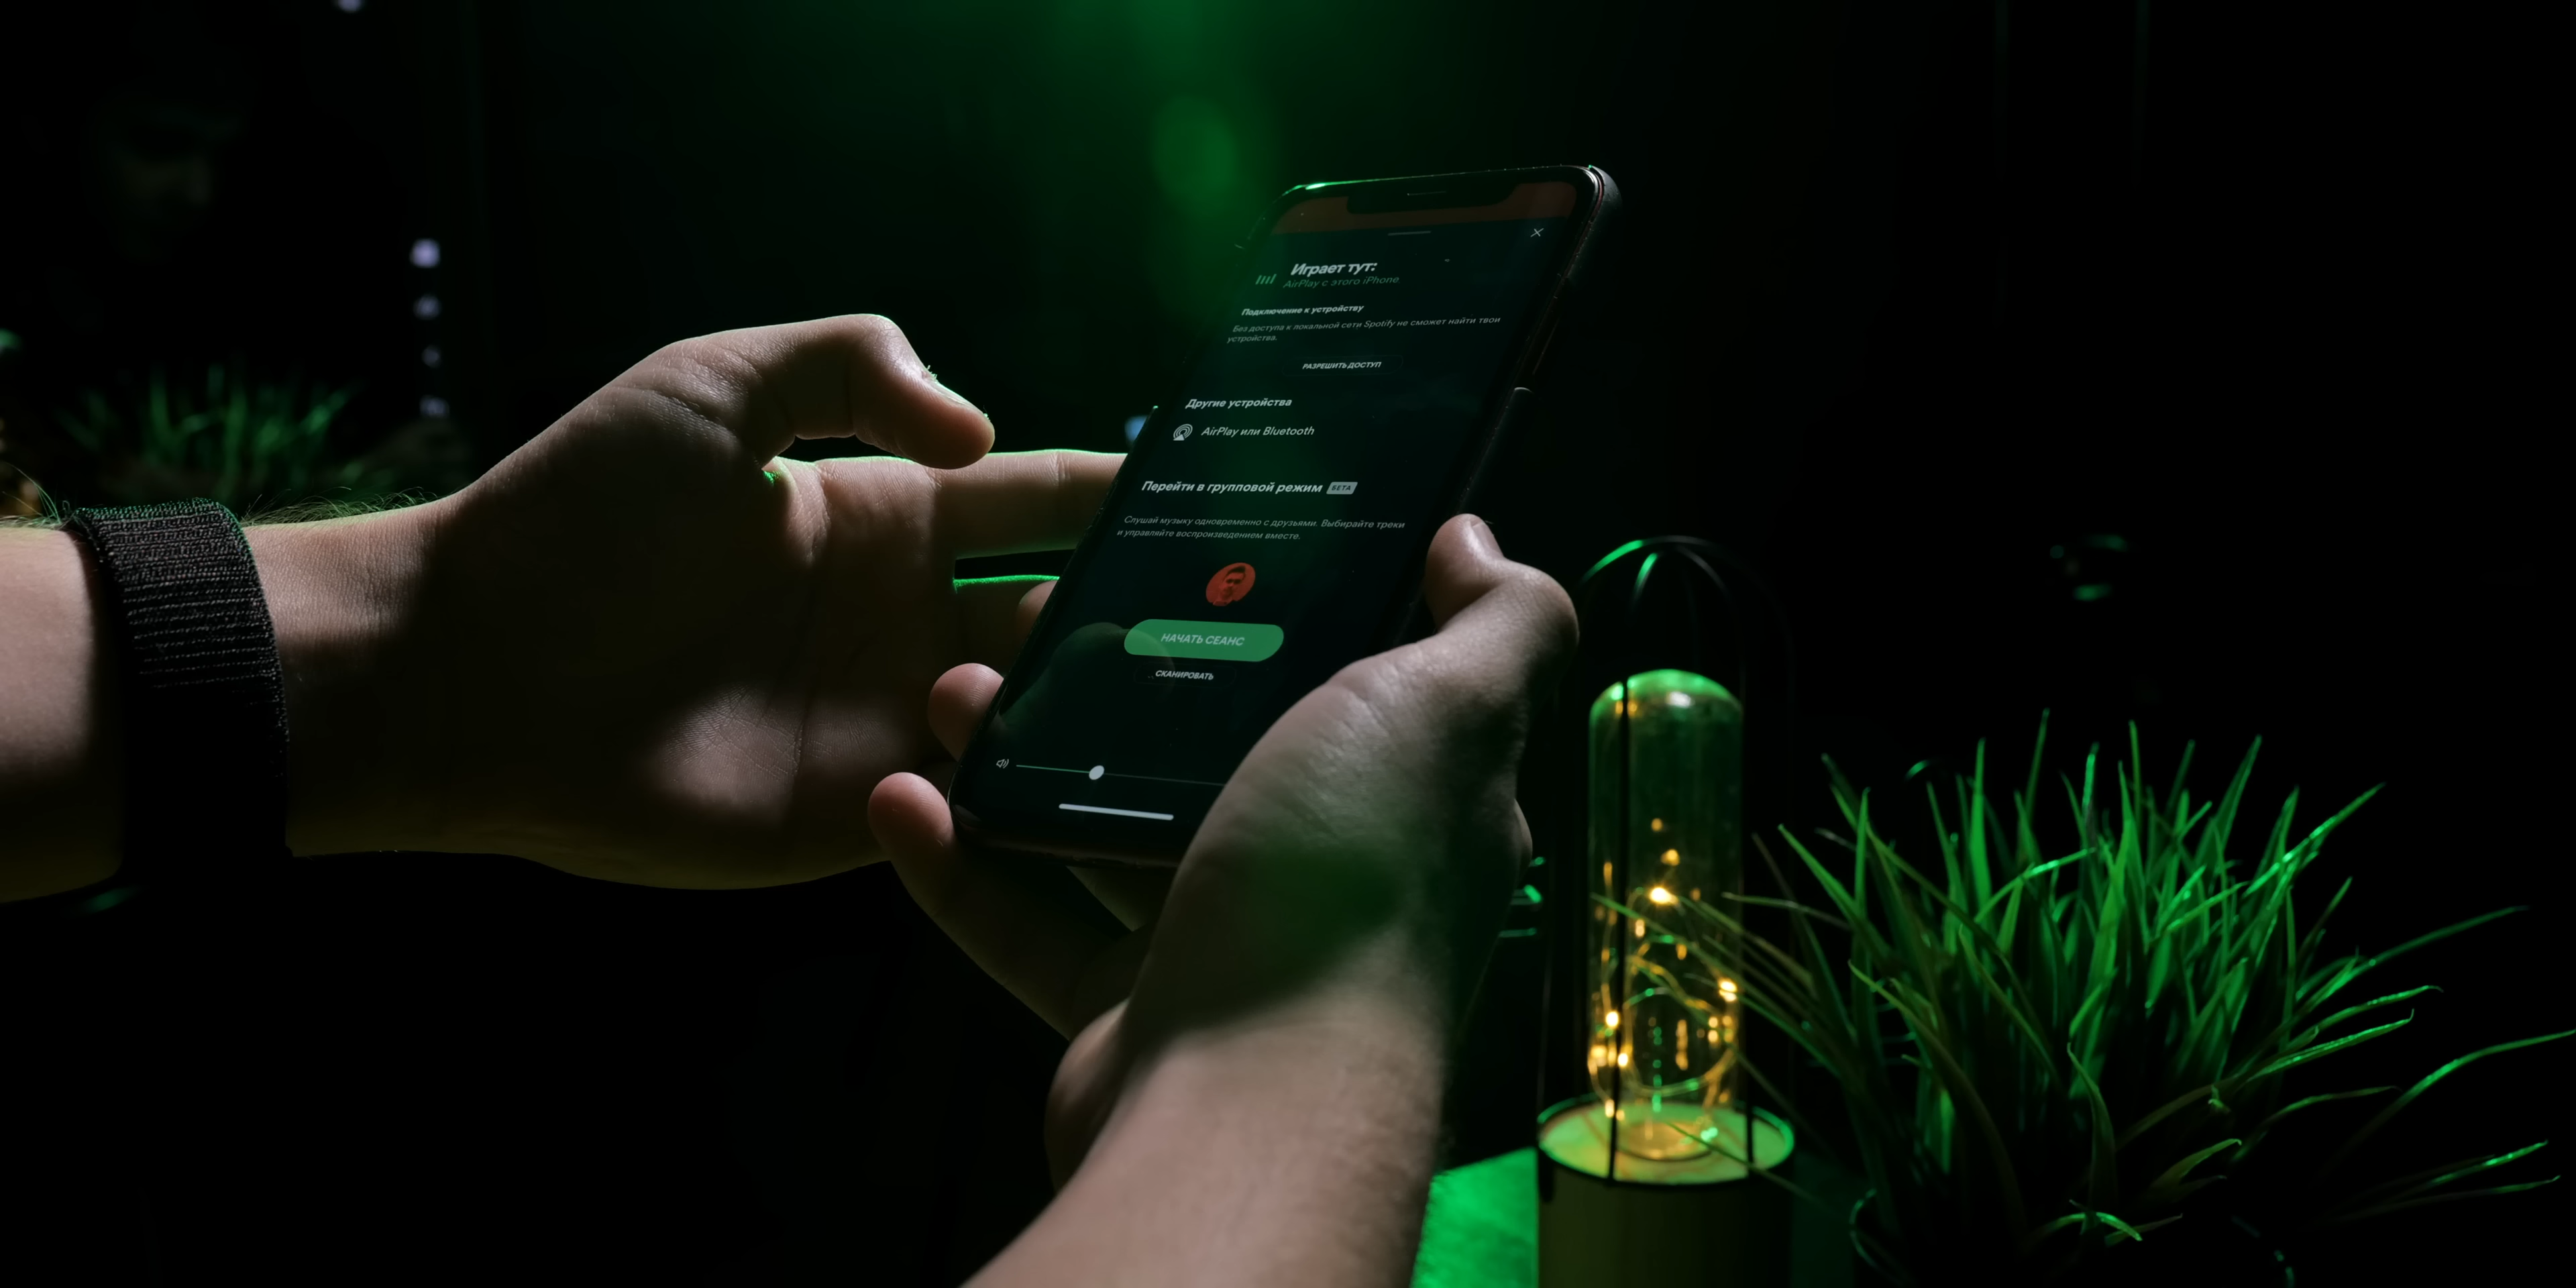 Играет тут:
AirPlay с этого iPhone
Подключение к устройству
Без доступа к локальной сети Spotify не сможет найти твои
устройства.
РАЗРЕШИТЬ ДОСТУП
Другие устройства
AirPlay или Bluetooth
Перейти в групповой режим БЕТА
Слушай музыку одновременно с друзьями. Выбирайте треки
и управляйте воспроизведением вместе.
НАЧАТЬ СЕАНС
СКАНИРОВАТЬ